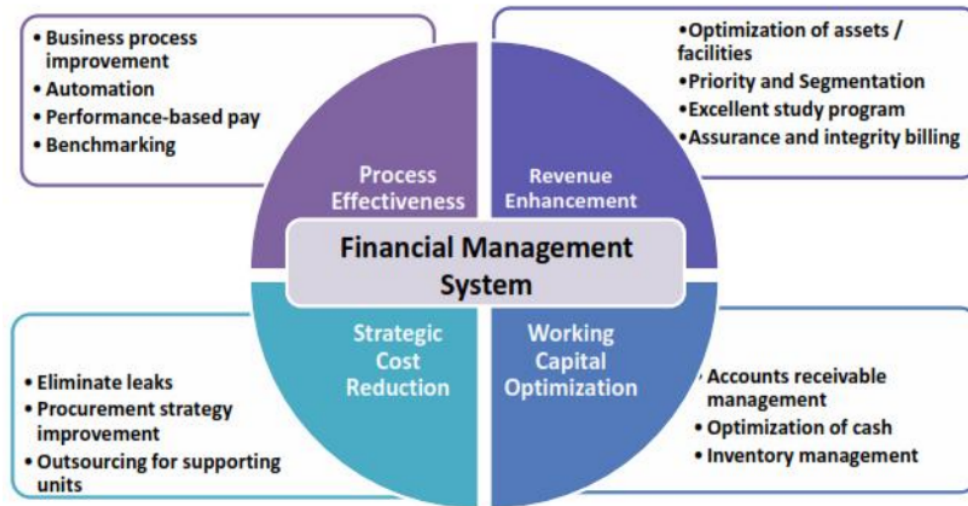 • Business process
improvement
• Automation
• Performance-based pay
• Benchmarking
•Optimization of assets /
facilities
•Priority and Segmentation
•Excellent study program
•Assurance and integrity billing
Process
Effectiveness
Revenue
Enhancement
Financial Management
System
Strategic
Cost
Reduction
Working
Capital
Optimization
• Eliminate leaks
• Procurement strategy
improvement
• Outsourcing for supporting
units
• Accounts receivable
management
• Optimization of cash
• Inventory management